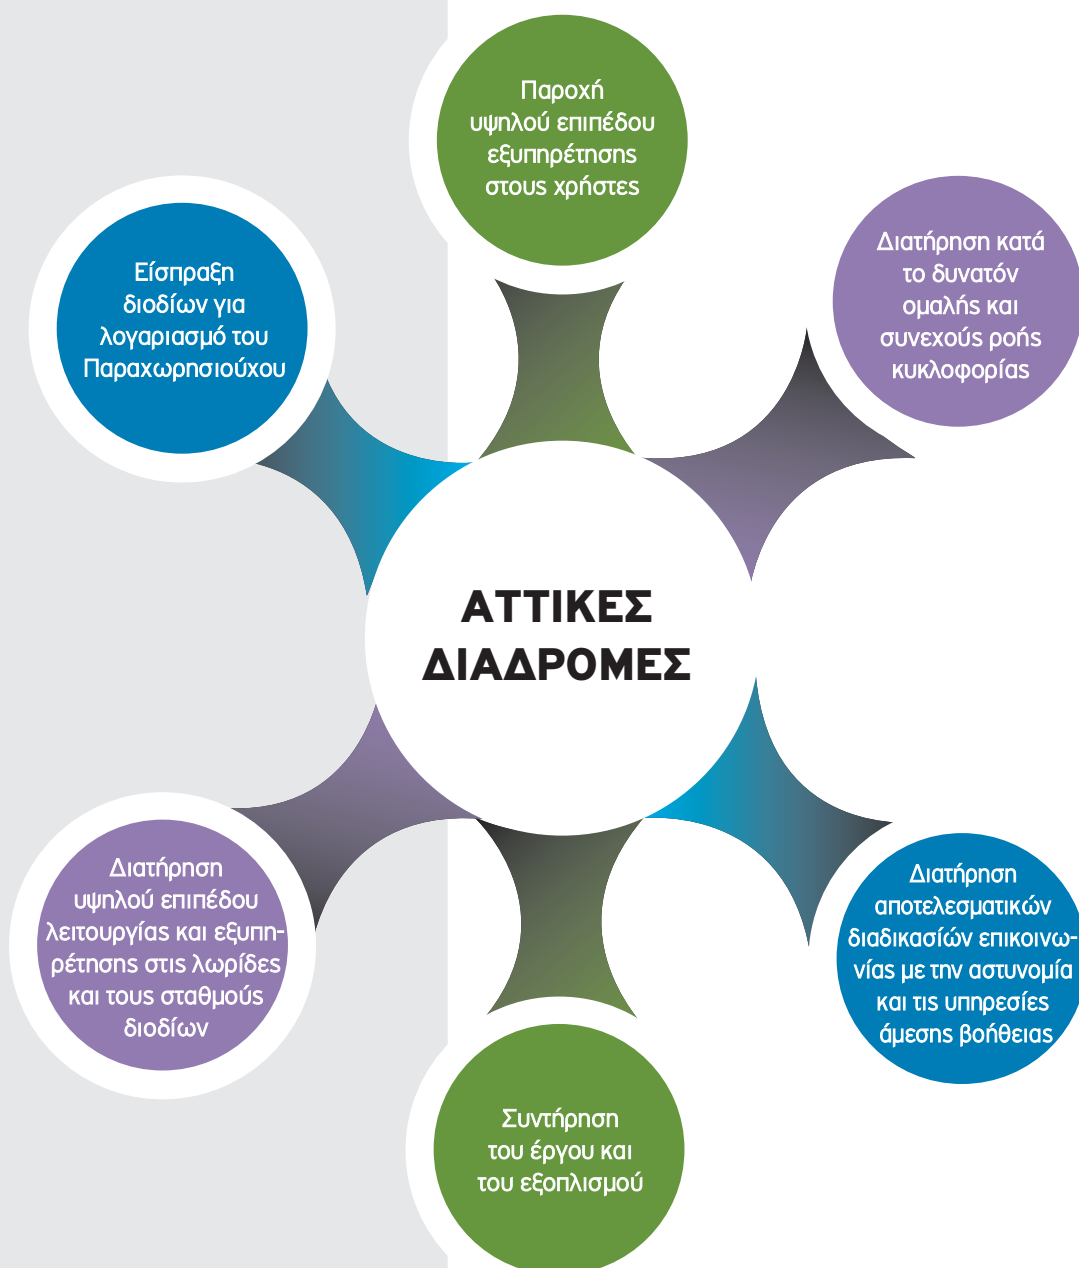 Παροχή
υψηλού επιπέδου
εξυπηρέτησης
στους χρήστες
Διατήρηση κατά
το δυνατόν
ομαλής και
συνεχούς ροής
κυκλοφορίας
Είσπραξη
διοδίων για
λογαριασμό του
Παραχωρησιούχου
ΑΤΤΙΚΕΣ
ΔΙΑΔΡΟΜΕΣ
Διατήρηση
υψηλού επιπέδου
λειτουργίας και εξυπη-
ρέτησης στις λωρίδες
και τους σταθμούς
διοδίων
Διατήρηση
αποτελεσματικών
διαδικασίών επικοινω-
νίας με την αστυνομία
και τις υπηρεσίες
άμεσης βοήθειας
Συντήρηση
του έργου και
του εξοπλισμού